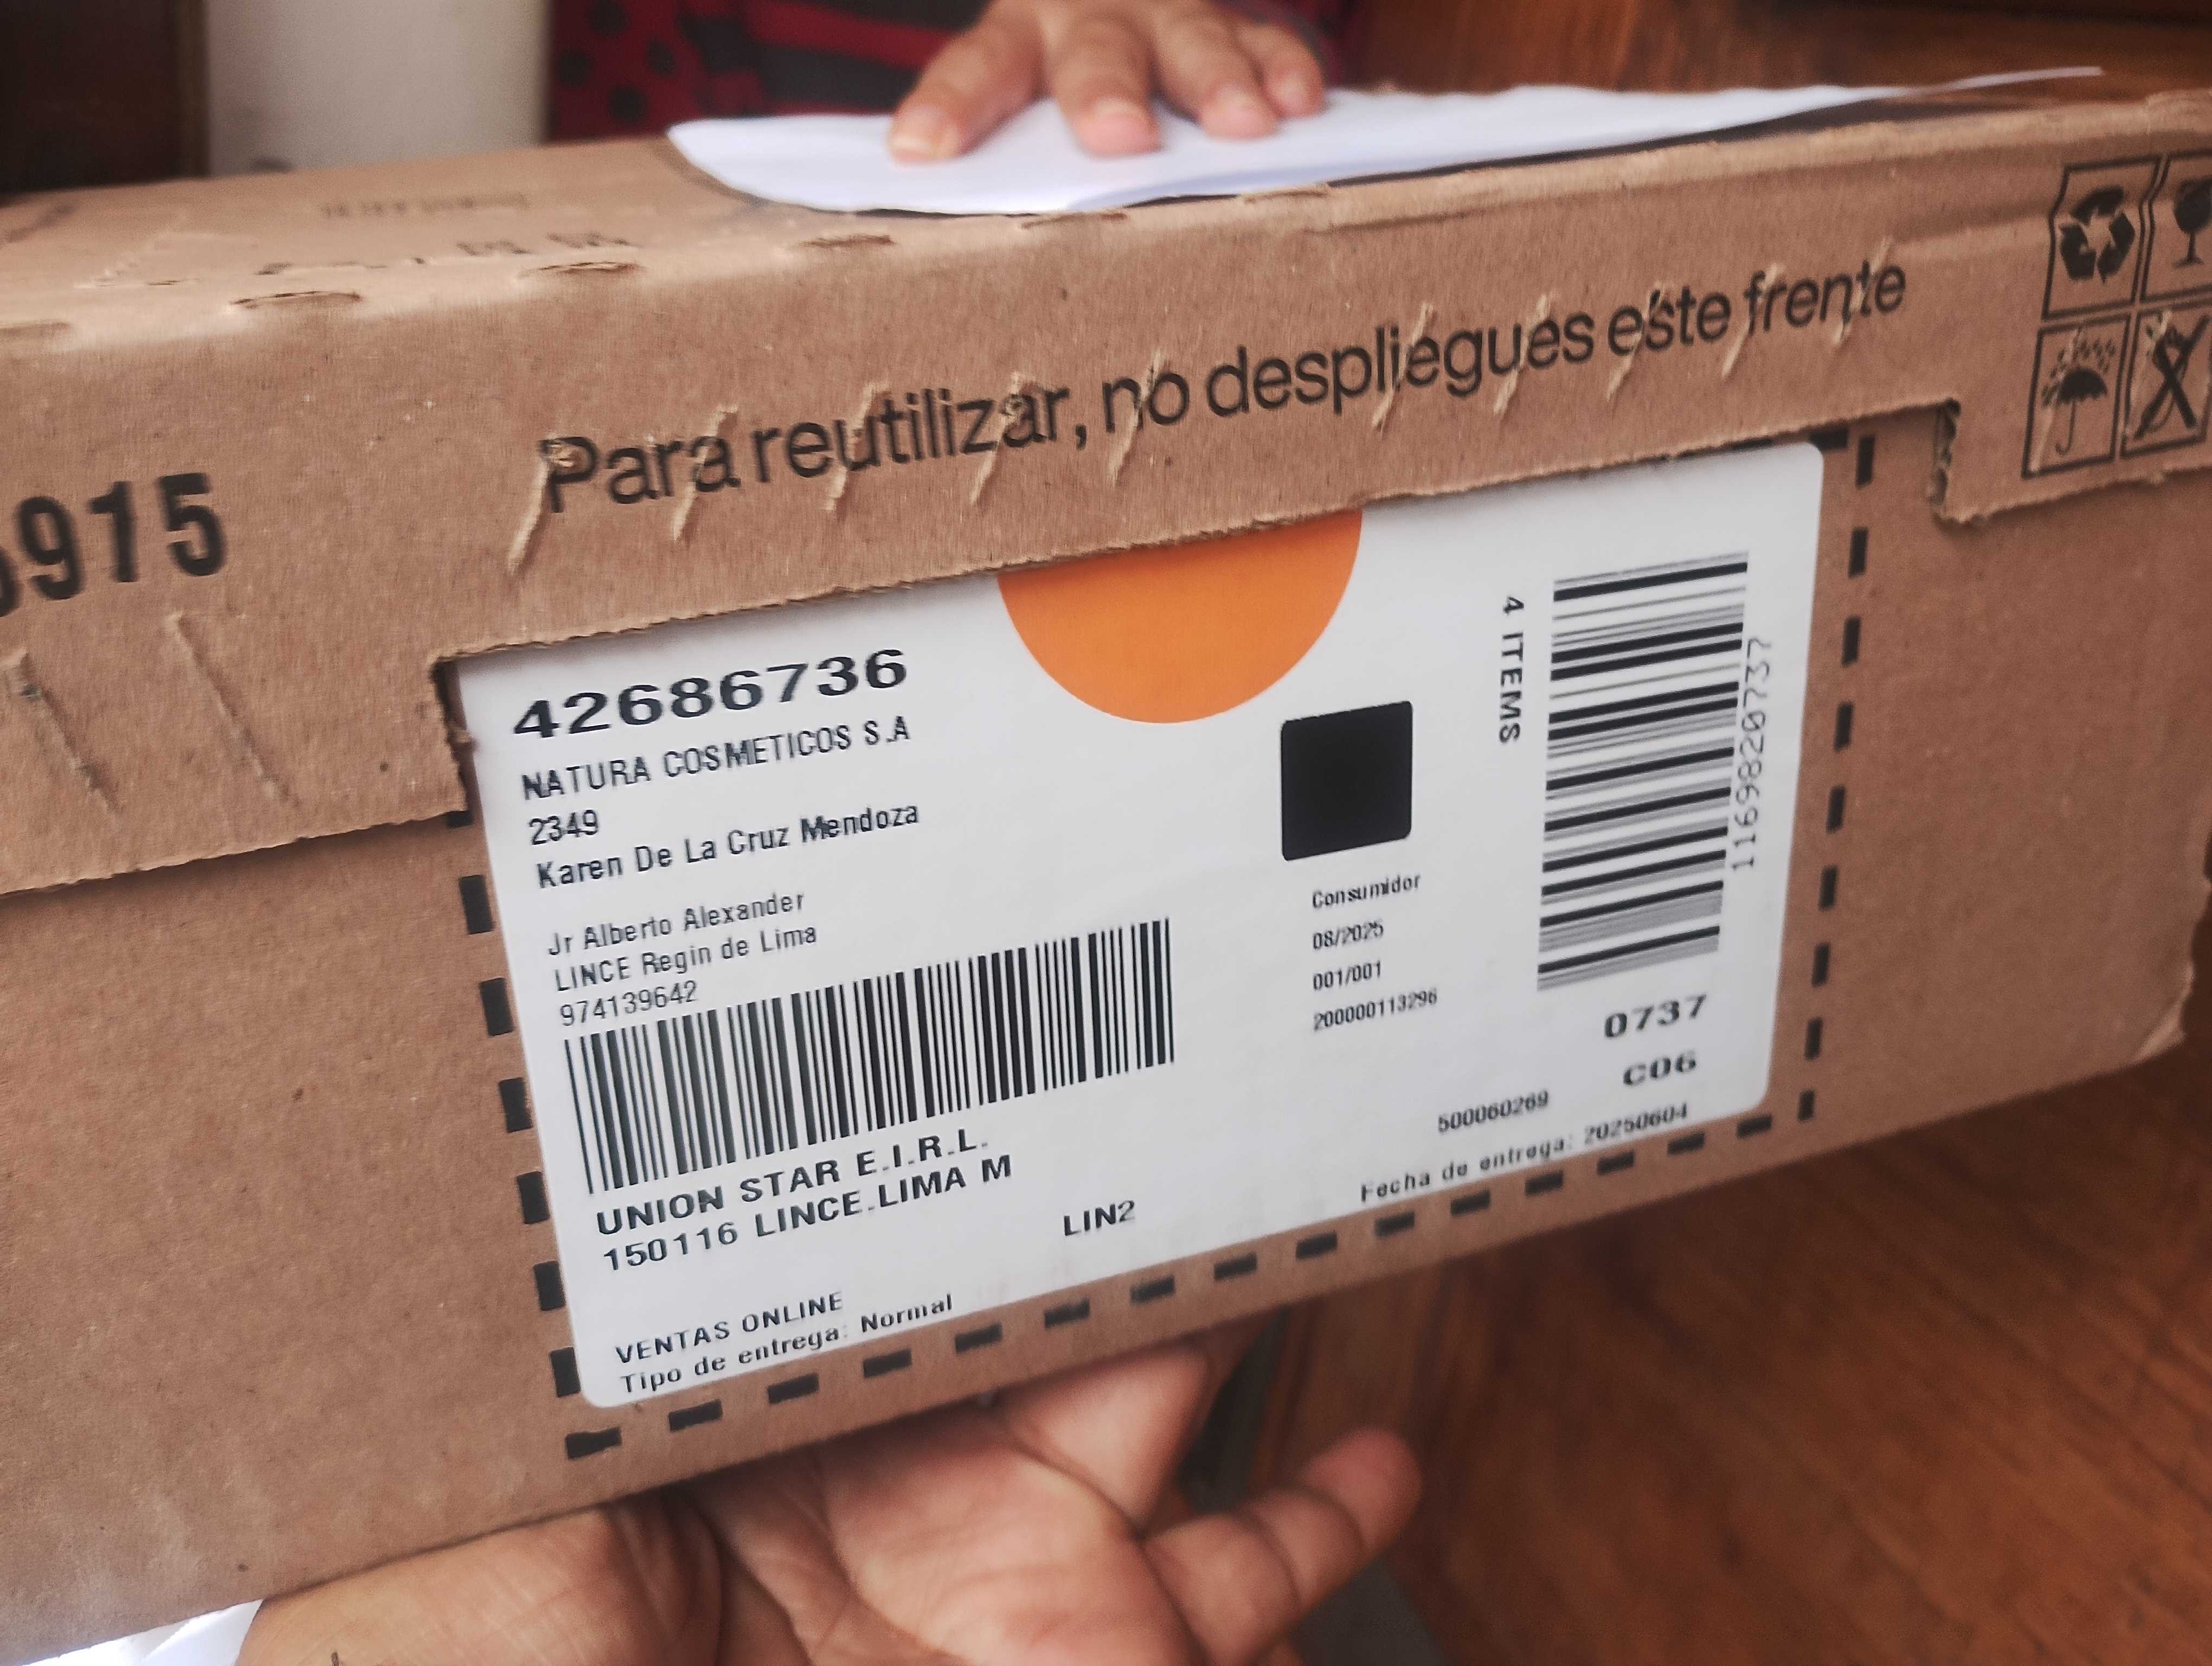 Para reutilizar, no despliegues este frente
915
42686736
NATURA COSMETICOS S.A
2349
Karen De La Cruz Mendoza
Jr Alberto Alexander
LINCE Regin de Lima
974139642
UNION STAR E.I.R.L.
150116 LINCE.LIMA M
LIN2
VENTAS ONLINE
Tipo de entrega: Normal
Consumidor
08/2025
001/001
200000113296
4 ITEMS
1169820737
0737
C06
500060269
Fecha de entrega: 20250604